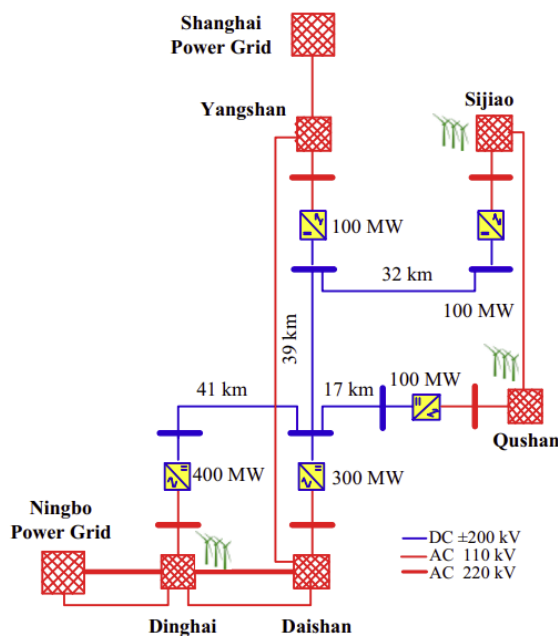 Shanghai
Power Grid
Yangshan
Sijiao
100 MW
32 km
100 MW
39 km
41 km
17 km
100 MW
Qushan
400 MW
300 MW
Ningbo
Power Grid
DC ±200 kV
AC 110 kV
AC 220 kV
Dinghai
Daishan